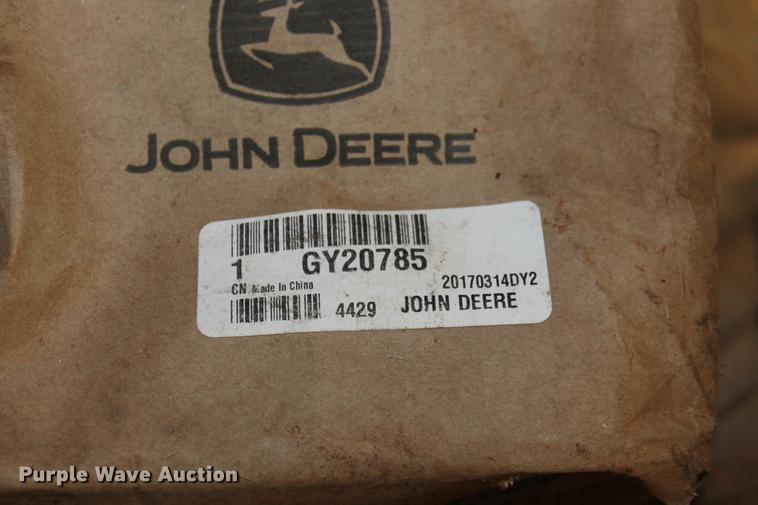 JOHN DEERE
1 GY20785
CN Made In China 20170314DY2
4429 JOHN DEERE
Purple Wave Auction